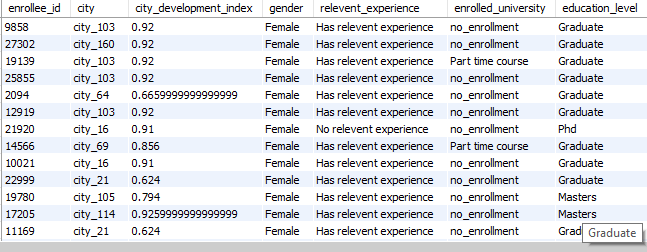 enrollee_id city city_development_index gender relevent_experience enrolled_university education_level
9858 city_103 0.92 Female Has relevent experience no_enrollment Graduate
27302 city_160 0.92 Female Has relevent experience no_enrollment Graduate
19139 city_103 0.92 Female Has relevent experience Part time course Graduate
25855 city_103 0.92 Female Has relevent experience no_enrollment Graduate
2094 city_64 0.6659999999999999 Female Has relevent experience no_enrollment Graduate
12919 city_103 0.92 Female Has relevent experience no_enrollment Graduate
21920 city_16 0.91 Female No relevent experience no_enrollment Phd
14566 city_69 0.856 Female Has relevent experience Part time course Graduate
10021 city_16 0.91 Female Has relevent experience no_enrollment Graduate
22999 city_21 0.624 Female Has relevent experience no_enrollment Graduate
19780 city_105 0.794 Female Has relevent experience no_enrollment Masters
17205 city_114 0.9259999999999999 Female Has relevent experience no_enrollment Masters
11169 city_21 0.624 Female Has relevent experience no_enrollment Grad
Graduate